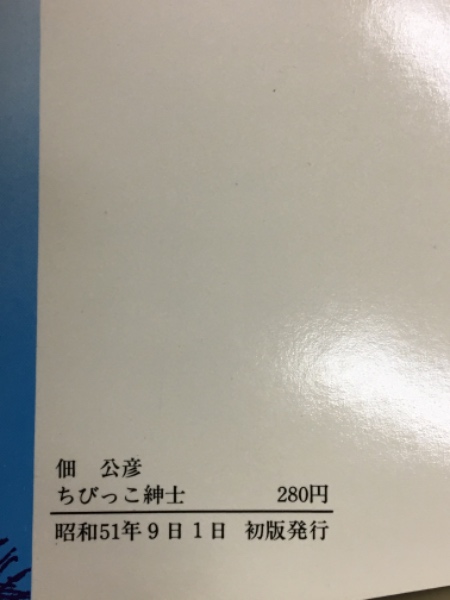 佃 公彦
ちびっこ紳士 280円
昭和51年9日1日 初版発行